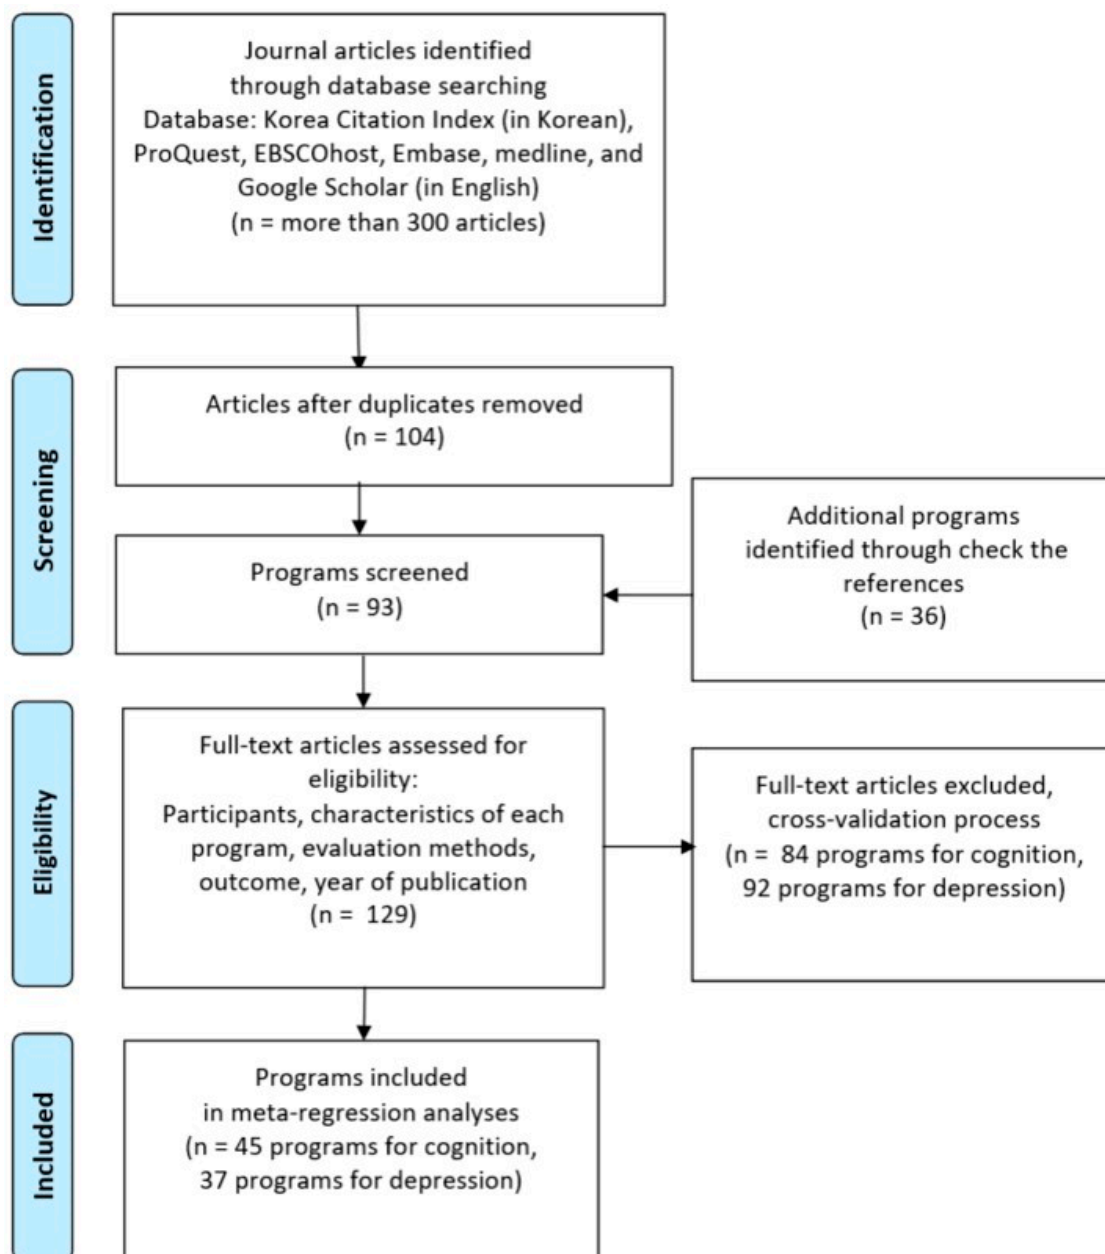 Identification
Journal articles identified
through database searching
Database: Korea Citation Index (in Korean),
ProQuest, EBSCOhost, Embase, medline, and
Google Scholar (in English)
(n = more than 300 articles)
Screening
Articles after duplicates removed
(n = 104)
Programs screened
(n = 93)
Additional programs
identified through check the
references
(n = 36)
Eligibility
Full-text articles assessed for
eligibility:
Participants, characteristics of each
program, evaluation methods,
outcome, year of publication
(n = 129)
Full-text articles excluded,
cross-validation process
(n = 84 programs for cognition,
92 programs for depression)
Included
Programs included
in meta-regression analyses
(n = 45 programs for cognition,
37 programs for depression)